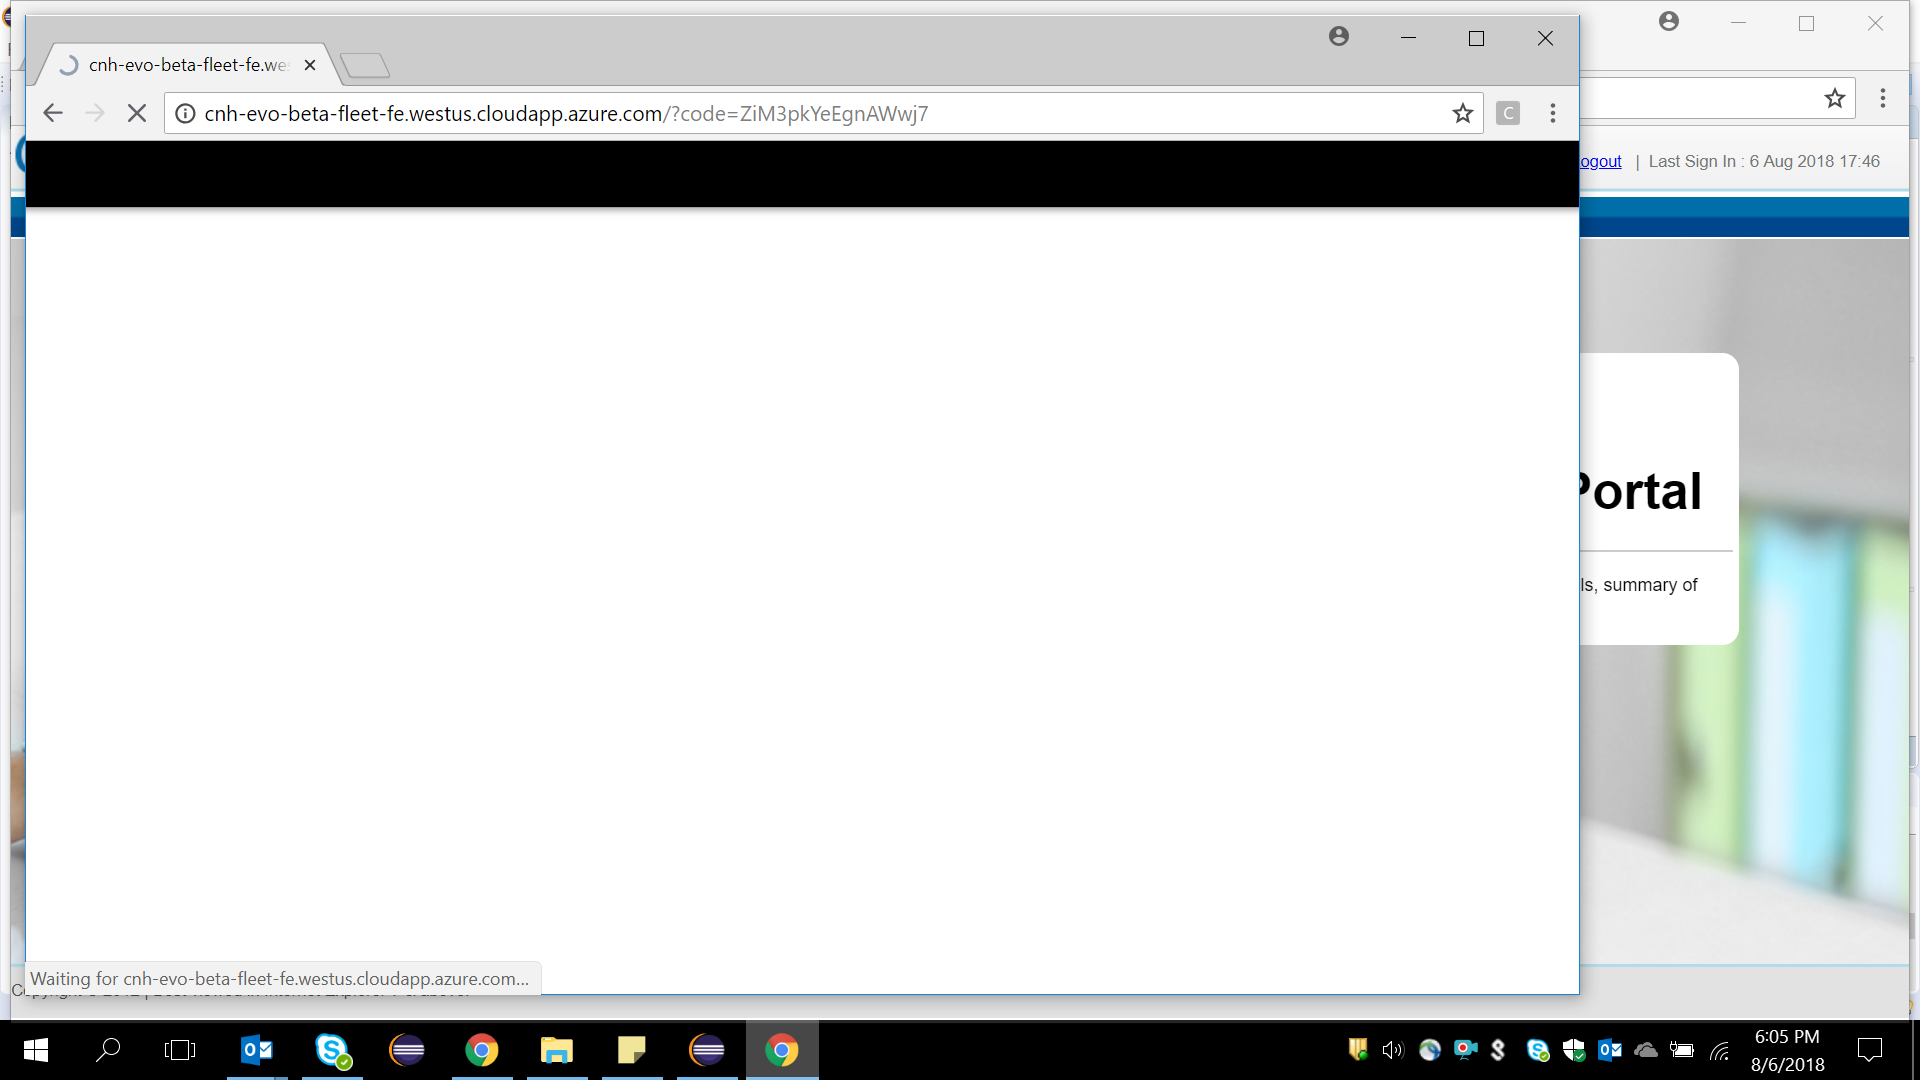 cnh-evo-beta-fleet-fe.we
cnh-evo-beta-fleet-fe.westus.cloudapp.azure.com/?code=ZiM3pkYeEgnAWwj7
C
ogout | Last Sign In : 6 Aug 2018 17:46
Portal
ls, summary of
Waiting for cnh-evo-beta-fleet-fe.westus.cloudapp.azure.com...
6:05 PM
8/6/2018